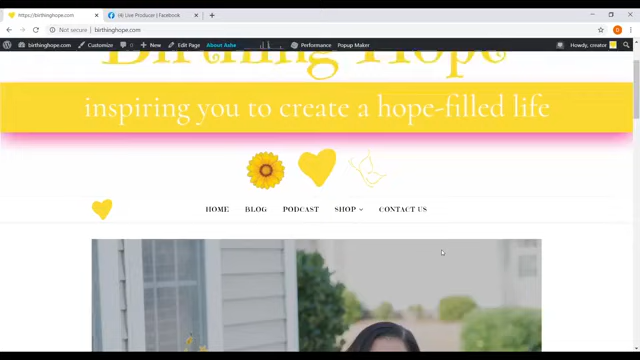 https://birthinghope.com
(4) Live Producer | Facebook
Not secure | birthinghope.com
birthinghope.com Customize 0 New Edit Page About Ashe Performance Popup Maker Howdy, creator
Birthing Hope
inspiring you to create a hope-filled life
HOME BLOG PODCAST SHOP CONTACT US